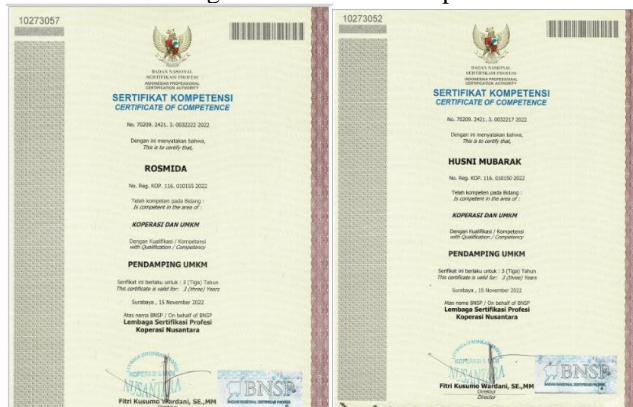 10273057
BADAN NASIONAL
SERTIFIKASI PROFESI
INDONESIAN PROFESSIONAL
CERTIFICATION AUTHORITY
SERTIFIKAT KOMPETENSI
CERTIFICATE OF COMPETENCE
No. 70209. 2421. 3. 0032222 2022
Dengan ini menyatakan bahwa,
This is to certify that,
ROSMIDA
No. Reg. KOP. 116. 010155 2022
Telah kompeten pada Bidang :
Is competent in the area of :
KOPERASI DAN UMKM
Dengan Kualifikasi / Kompetensi
with Qualification / Competency
PENDAMPING UMKM
Sertifikat ini berlaku untuk : 3 (Tiga) Tahun
This certificate is valid for: 3 (three) Years
Surabaya , 15 November 2022
Atas nama BNSP / On behalf of BNSP
Lembaga Sertifikasi Profesi
Koperasi Nusantara
NUSANTARA
BNSP
Fitri Kusumo Wardani, SE.,MM
10273052
BADAN NASIONAL
SERTIFIKASI PROFESI
INDONESIAN PROFESSIONAL
CERTIFICATION AUTHORITY
SERTIFIKAT KOMPETENSI
CERTIFICATE OF COMPETENCE
No. 70209. 2421. 3. 0032217 2022
Dengan ini menyatakan bahwa,
This is to certify that,
HUSNI MUBARAK
No. Reg. KOP. 116. 010150 2022
Telah kompeten pada Bidang :
Is competent in the area of :
KOPERASI DAN UMKM
Dengan Kualifikasi / Kompetensi
with Qualification / Competency
PENDAMPING UMKM
Sertifikat ini berlaku untuk : 3 (Tiga) Tahun
This certificate is valid for: 3 (three) Years
Surabaya , 15 November 2022
Atas nama BNSP / On behalf of BNSP
Lembaga Sertifikasi Profesi
Koperasi Nusantara
NUSANTARA
BNSP
Fitri Kusumo Wardani, SE.,MM
Direktur
Director